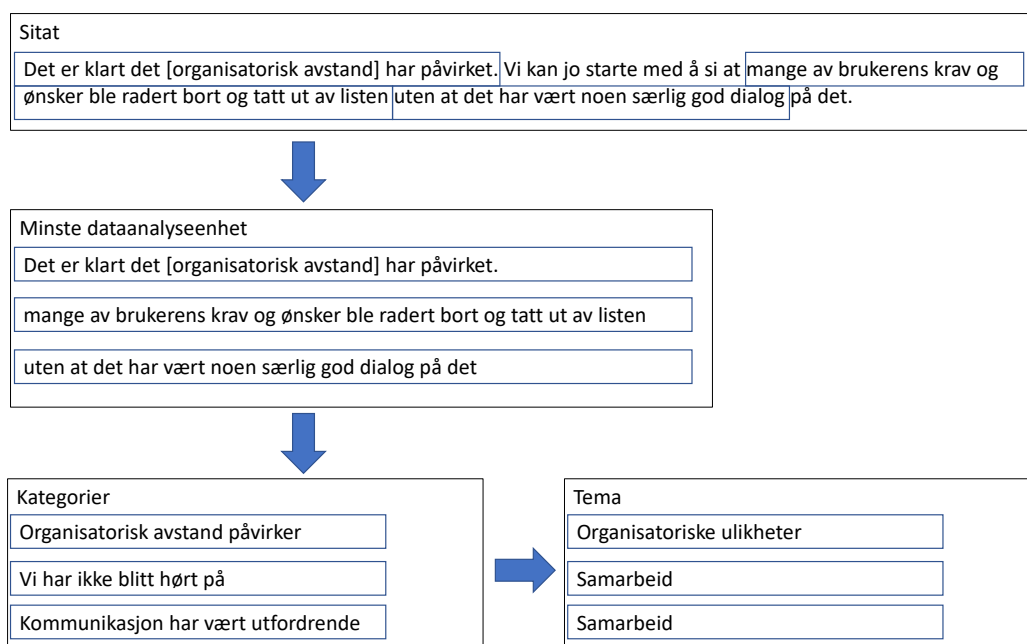 Sitat
Det er klart det [organisatorisk avstand] har påvirket. Vi kan jo starte med å si at mange av brukerens krav og
ønsker ble radert bort og tatt ut av listen uten at det har vært noen særlig god dialog på det.
Minste dataanalyseenhet
Det er klart det [organisatorisk avstand] har påvirket.
mange av brukerens krav og ønsker ble radert bort og tatt ut av listen
uten at det har vært noen særlig god dialog på det
Kategorier
Organisatorisk avstand påvirker
Vi har ikke blitt hørt på
Kommunikasjon har vært utfordrende
Tema
Organisatoriske ulikheter
Samarbeid
Samarbeid